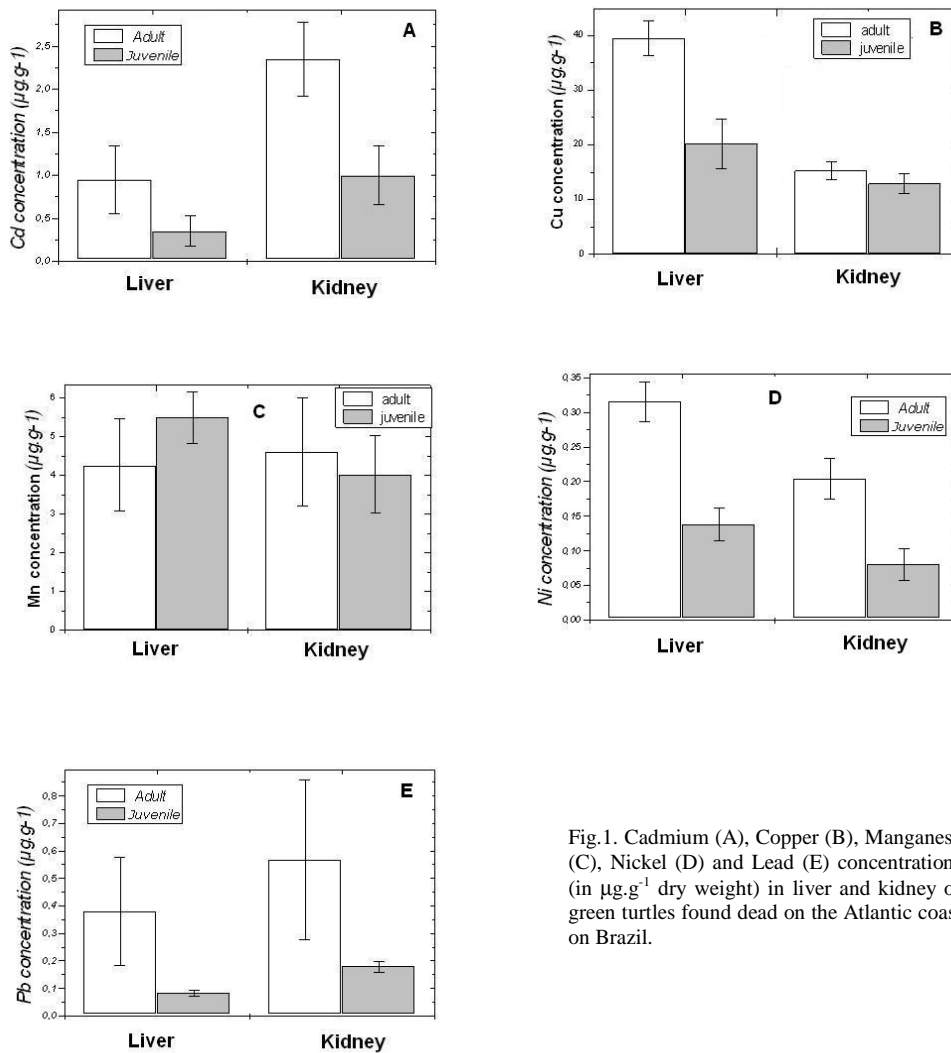 A
Adult
Juvenile
Cd concentration (µg.g-1)
2,5
2,0
1,5
1,0
0,5
0,0
Liver Kidney
B
adult
juvenile
Cu concentration (µg.g-1)
40
30
20
10
0
Liver Kidney
C
adult
juvenile
Mn concentration (µg.g-1)
6
5
4
3
2
1
0
Liver Kidney
D
Adult
Juvenile
Ni concentration (µg.g-1)
0,35
0,30
0,25
0,20
0,15
0,10
0,05
0,00
Liver Kidney
E
Adult
Juvenile
Pb concentration (µg.g-1)
0,8
0,7
0,6
0,5
0,4
0,3
0,2
0,1
0,0
Liver Kidney
Fig.1. Cadmium (A), Copper (B), Manganes
(C), Nickel (D) and Lead (E) concentration
(in µg.g-1 dry weight) in liver and kidney o
green turtles found dead on the Atlantic coas
on Brazil.